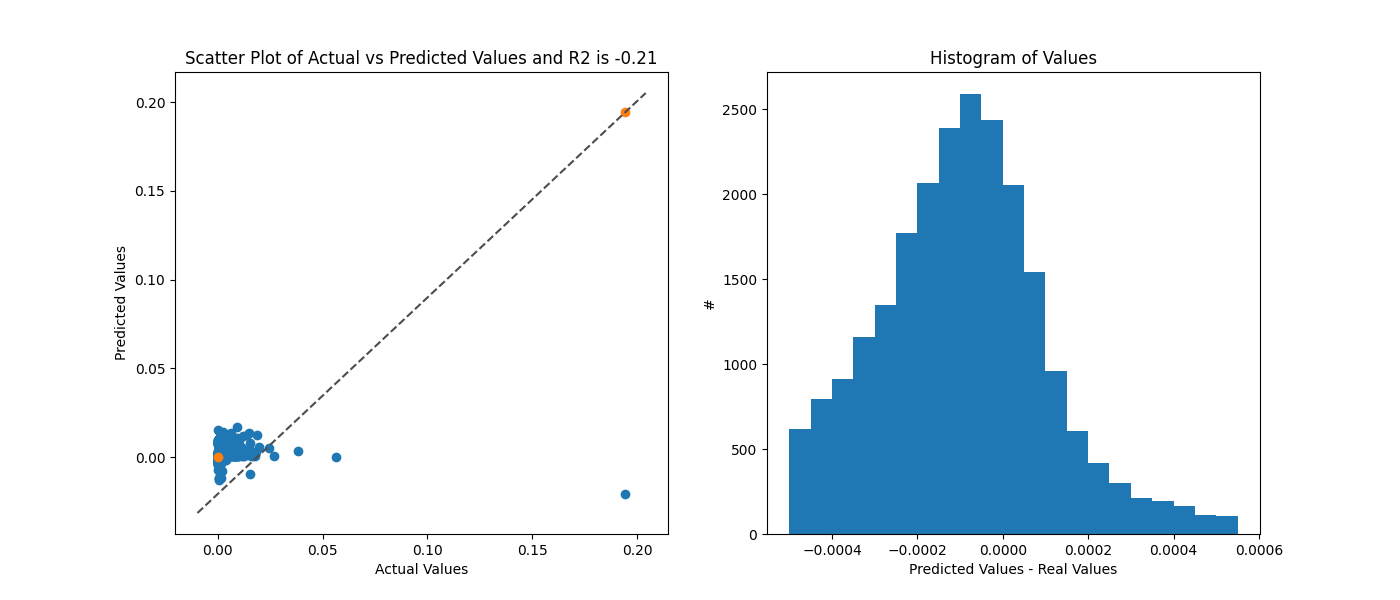 Scatter Plot of Actual vs Predicted Values and R2 is -0.21
Predicted Values
0.20
0.15
0.10
0.05
0.00
0.00 0.05 0.10 0.15 0.20
Actual Values
Histogram of Values
#
2500
2000
1500
1000
500
0
−0.0004 −0.0002 0.0000 0.0002 0.0004 0.0006
Predicted Values - Real Values